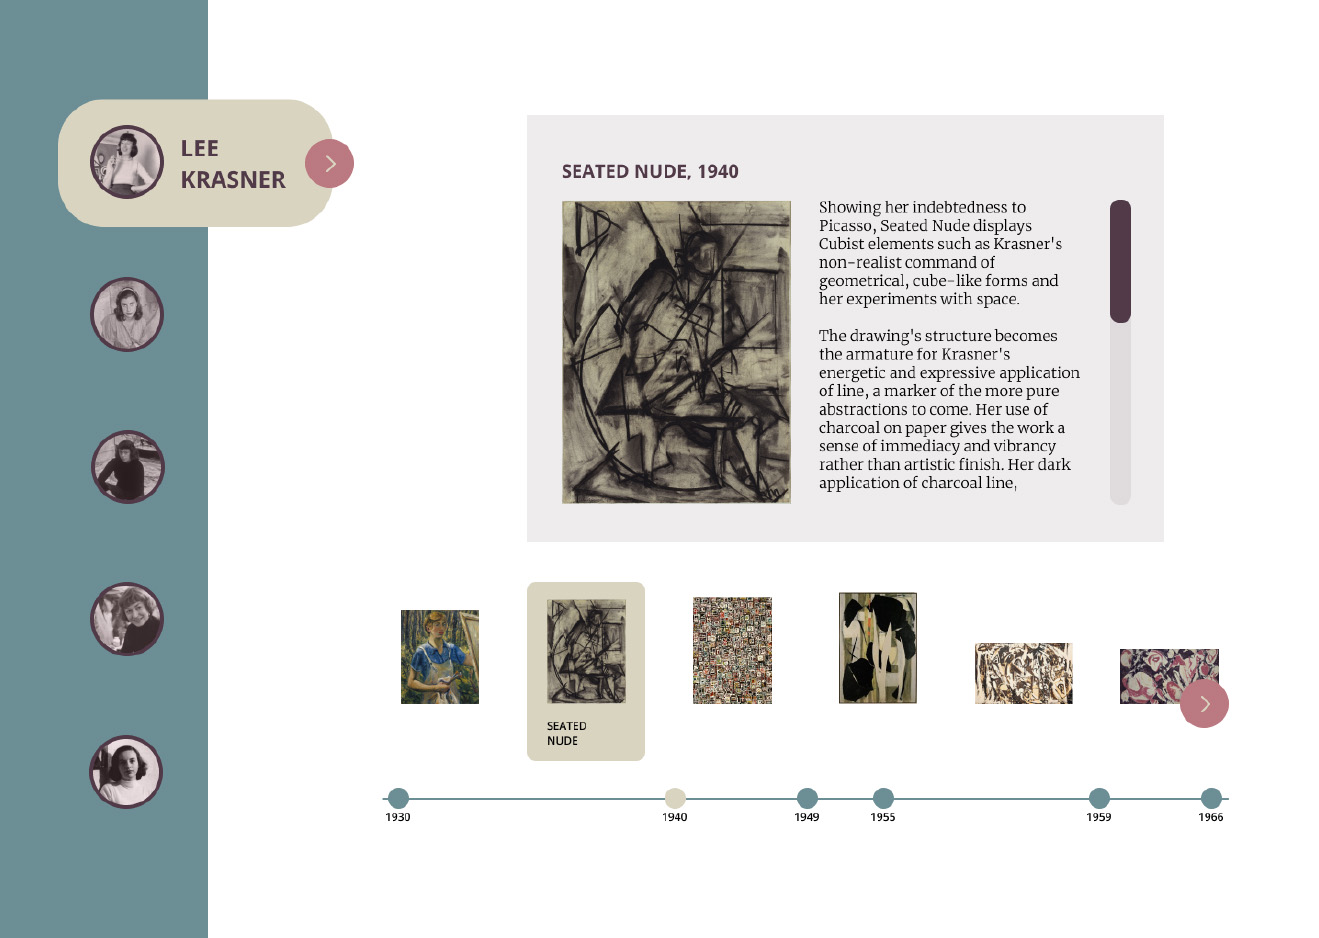 LEE
KRASNER
SEATED NUDE, 1940
Showing her indebtedness to
Picasso, Seated Nude displays
Cubist elements such as Krasner's
non-realist command of
geometrical, cube-like forms and
her experiments with space.
The drawing's structure becomes
the armature for Krasner's
energetic and expressive application
of line, a marker of the more pure
abstractions to come. Her use of
charcoal on paper gives the work a
sense of immediacy and vibrancy
rather than artistic finish. Her dark
application of charcoal line,
SEATED
NUDE
1930
1940
1949
1955
1959
1966